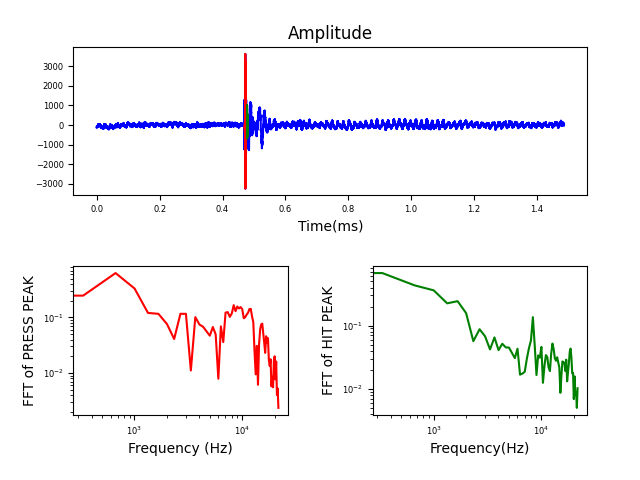 Amplitude
3000
2000
1000
0
−1000
−2000
−3000
0.0 0.2 0.4 0.6 0.8 1.0 1.2 1.4
Time(ms)
FFT of PRESS PEAK
10⁻¹
10⁻²
10³ 10⁴
Frequency (Hz)
FFT of HIT PEAK
10⁻¹
10⁻²
10³ 10⁴
Frequency(Hz)